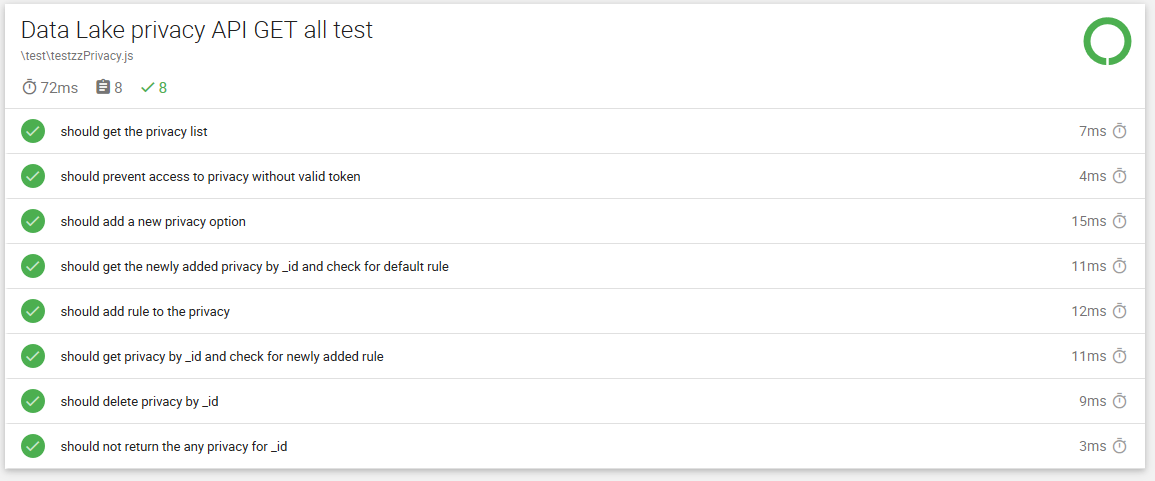 Data Lake privacy API GET all test
\test\testzzPrivacy.js
72ms 8 8
should get the privacy list 7ms
should prevent access to privacy without valid token 4ms
should add a new privacy option 15ms
should get the newly added privacy by _id and check for default rule 11ms
should add rule to the privacy 12ms
should get privacy by _id and check for newly added rule 11ms
should delete privacy by _id 9ms
should not return the any privacy for _id 3ms